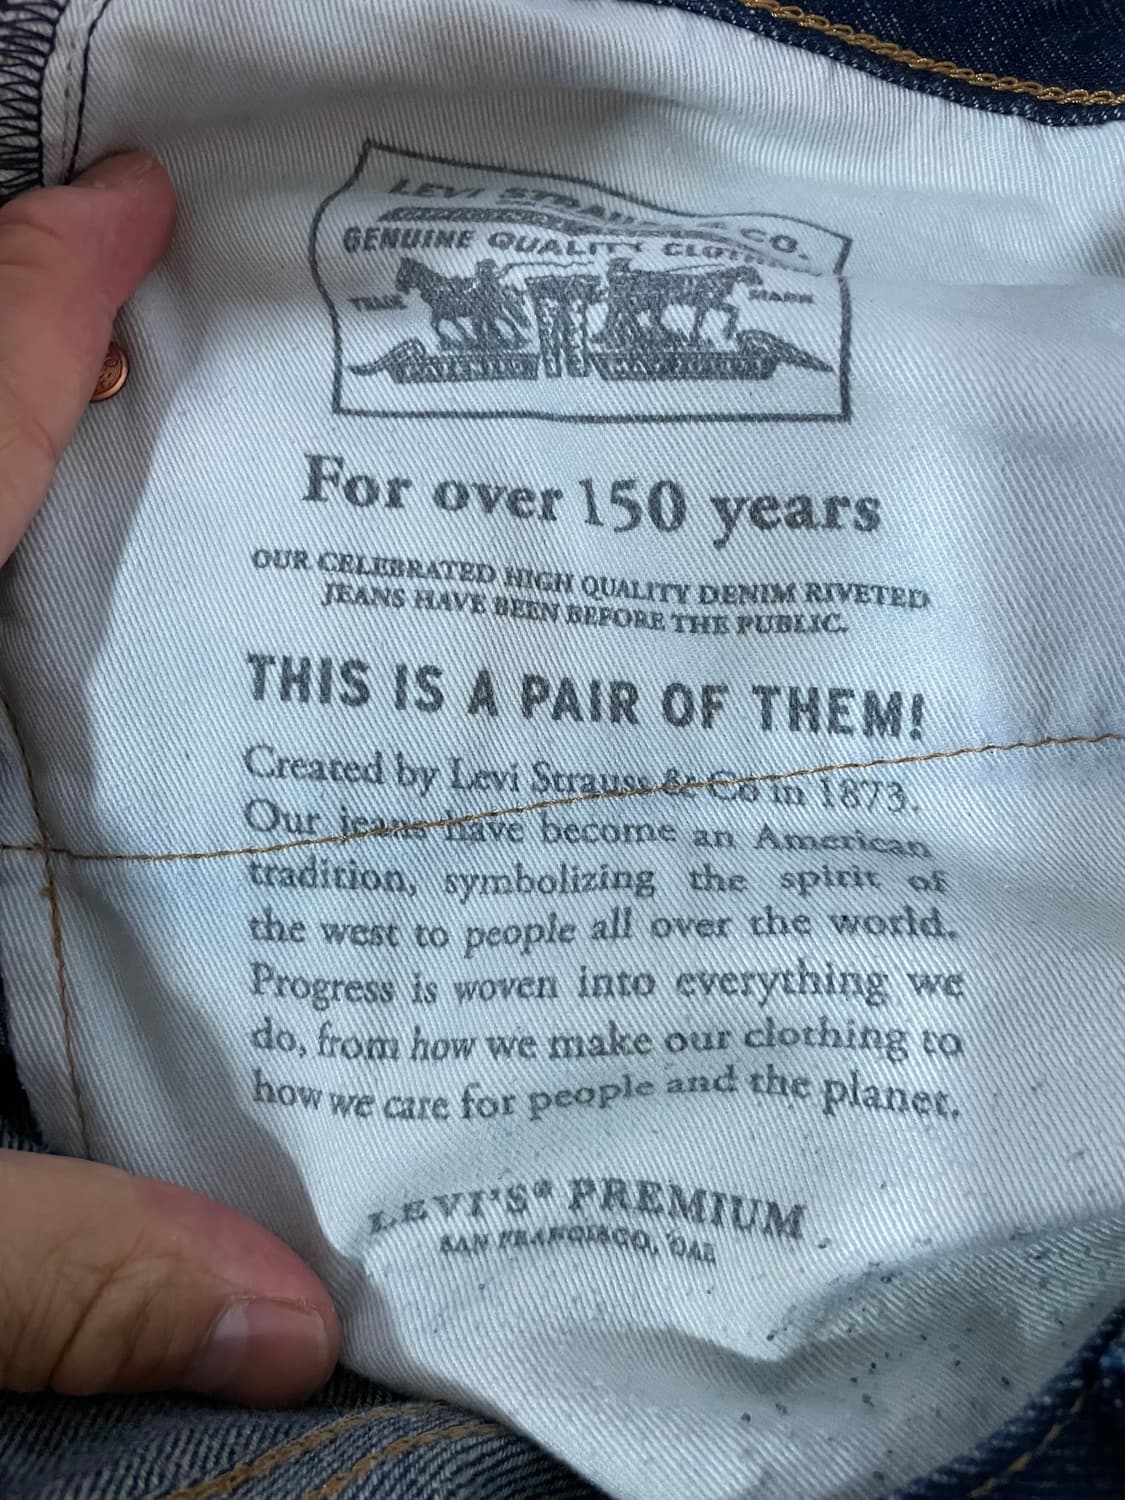 LEVI STRAUSS & CO.
GENUINE QUALITY CLOTHING
TRADE MARK
For over 150 years
OUR CELEBRATED HIGH QUALITY DENIM RIVETED
JEANS HAVE BEEN BEFORE THE PUBLIC.
THIS IS A PAIR OF THEM!
Created by Levi Strauss & Co in 1873.
Our jeans have become an American
tradition, symbolizing the spirit of
the west to people all over the world.
Progress is woven into everything we
do, from how we make our clothing to
how we care for people and the planet.
LEVI'S® PREMIUM
SAN FRANCISCO, CAL